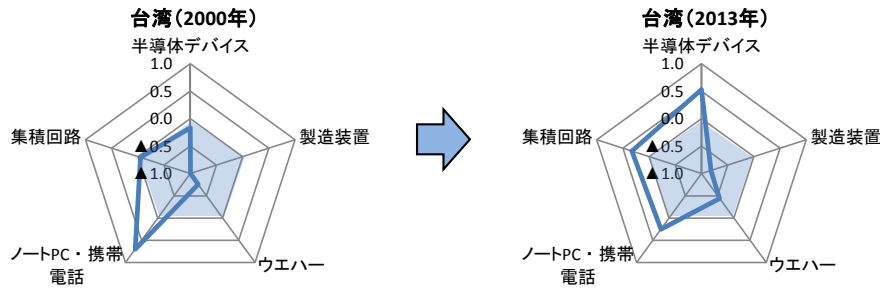 台湾(2000年)
半導体デバイス
1.0
0.5
0.0
▲ 0.5
▲ 1.0
集積回路
製造装置
ノートPC・携帯
電話
ウエハー
台湾(2013年)
半導体デバイス
1.0
0.5
0.0
▲ 0.5
▲ 1.0
集積回路
製造装置
ノートPC・携帯
電話
ウエハー